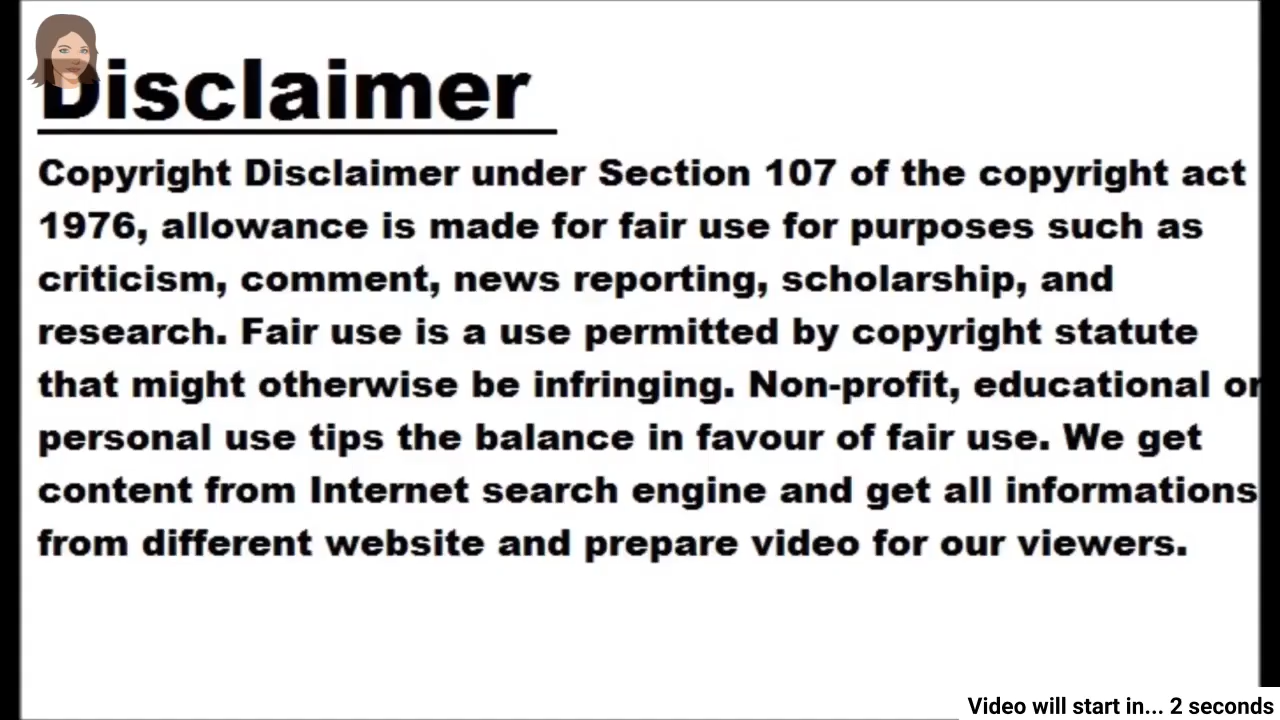 Disclaimer
Copyright Disclaimer under Section 107 of the copyright act
1976, allowance is made for fair use for purposes such as
criticism, comment, news reporting, scholarship, and
research. Fair use is a use permitted by copyright statute
that might otherwise be infringing. Non-profit, educational or
personal use tips the balance in favour of fair use. We get
content from Internet search engine and get all informations
from different website and prepare video for our viewers.
Video will start in... 2 seconds